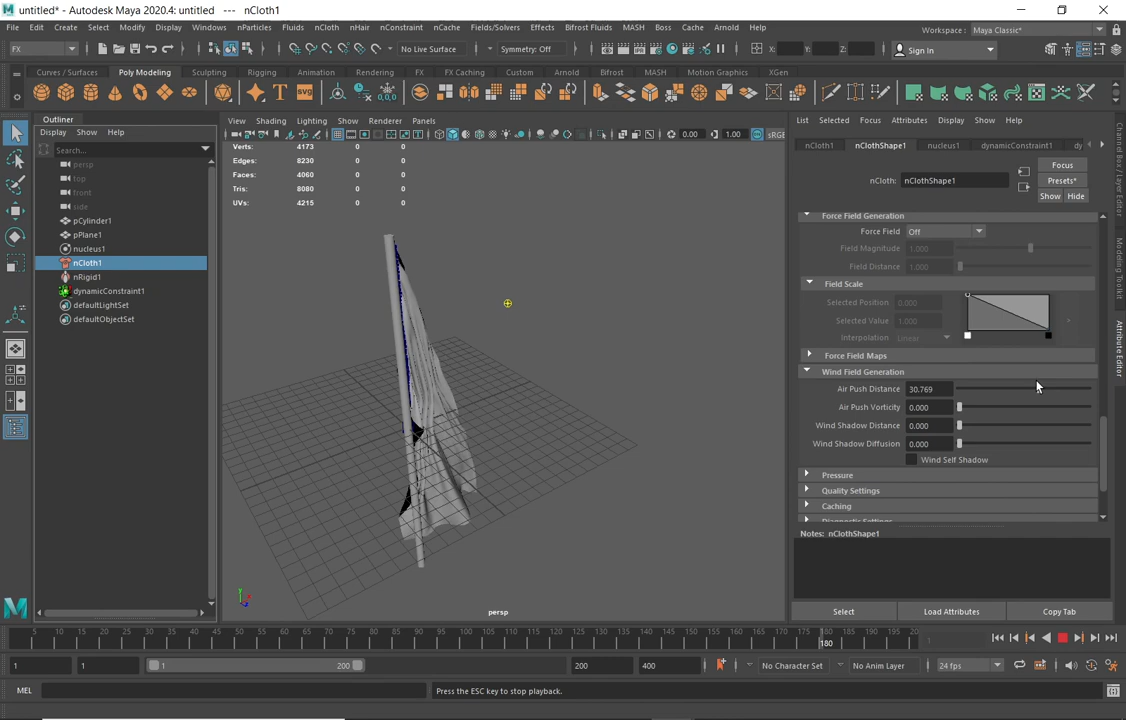 untitled* - Autodesk Maya 2020.4: untitled --- nCloth1
File Edit Create Select Modify Display Windows nParticles Fluids nCloth nHair nConstraint nCache Fields/Solvers Effects Bifrost Fluids MASH Boss Cache Arnold Help Workspace : Maya Classic*
FX No Live Surface Symmetry: Off X: Y: Z: Sign In
Curves / Surfaces Poly Modeling Sculpting Rigging Animation Rendering FX FX Caching Custom Arnold Bifrost MASH Motion Graphics XGen
Outliner
Display Show Help
Search...
persp
top
front
side
pCylinder1
pPlane1
nucleus1
nCloth1
nRigid1
dynamicConstraint1
defaultLightSet
defaultObjectSet
View Shading Lighting Show Renderer Panels
0.00 1.00 sRGB
Verts: 4173 0 0
Edges: 8230 0 0
Faces: 4060 0 0
Tris: 8080 0 0
UVs: 4215 0 0
persp
List Selected Focus Attributes Display Show Help
nCloth1 nClothShape1 nucleus1 dynamicConstraint1 dy
nCloth: nClothShape1
Focus
Presets*
Show Hide
Force Field Generation
Force Field Off
Field Magnitude 1.000
Field Distance 1.000
Field Scale
Selected Position 0.000
Selected Value 1.000
Interpolation Linear
Force Field Maps
Wind Field Generation
Air Push Distance 30.769
Air Push Vorticity 0.000
Wind Shadow Distance 0.000
Wind Shadow Diffusion 0.000
Wind Self Shadow
Pressure
Quality Settings
Caching
Diagnostic Settings
Notes: nClothShape1
Select Load Attributes Copy Tab
Channel Box / Layer Editor
Modeling Toolkit
Attribute Editor
5 10 15 20 25 30 35 40 45 50 55 60 65 70 75 80 85 90 95 100 105 110 115 120 125 130 135 140 145 150 155 160 165 170 175 180 185 190 195 20
180
1
1 1 1 200 200 400 No Character Set No Anim Layer 24 fps
MEL Press the ESC key to stop playback.